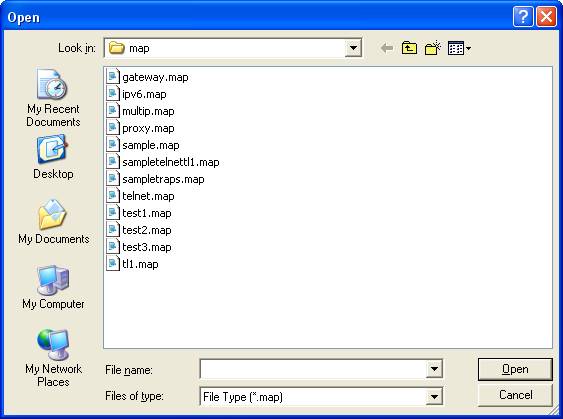 Open
Look in: map
My Recent
Documents
Desktop
My Documents
My Computer
My Network
Places
gateway.map
ipv6.map
multip.map
proxy.map
sample.map
sampletelnettl1.map
sampletraps.map
telnet.map
test1.map
test2.map
test3.map
tl1.map
File name: Open
Files of type: File Type (*.map) Cancel